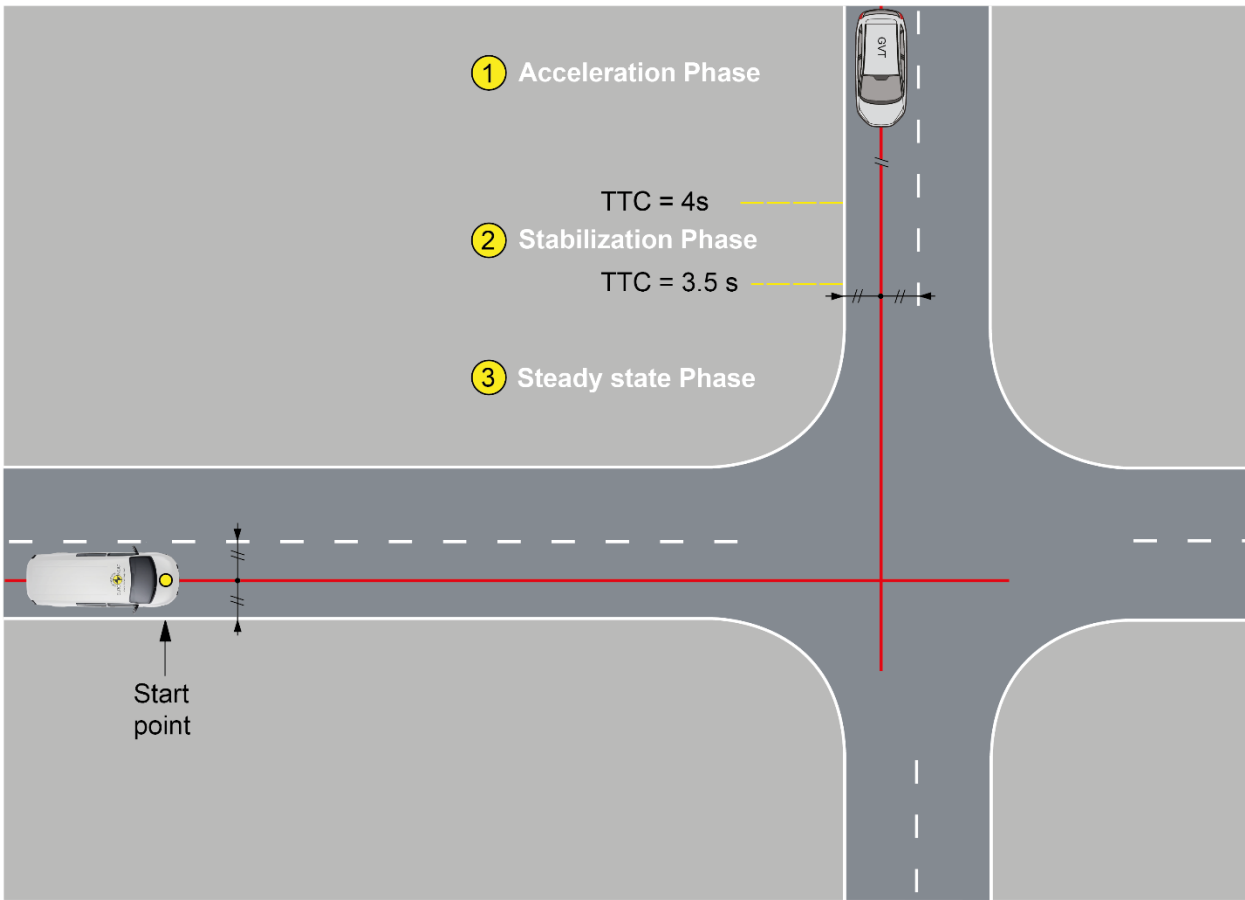 GVT
1 Acceleration Phase
TTC = 4s
2 Stabilization Phase
TTC = 3.5 s
3 Steady state Phase
Start
point